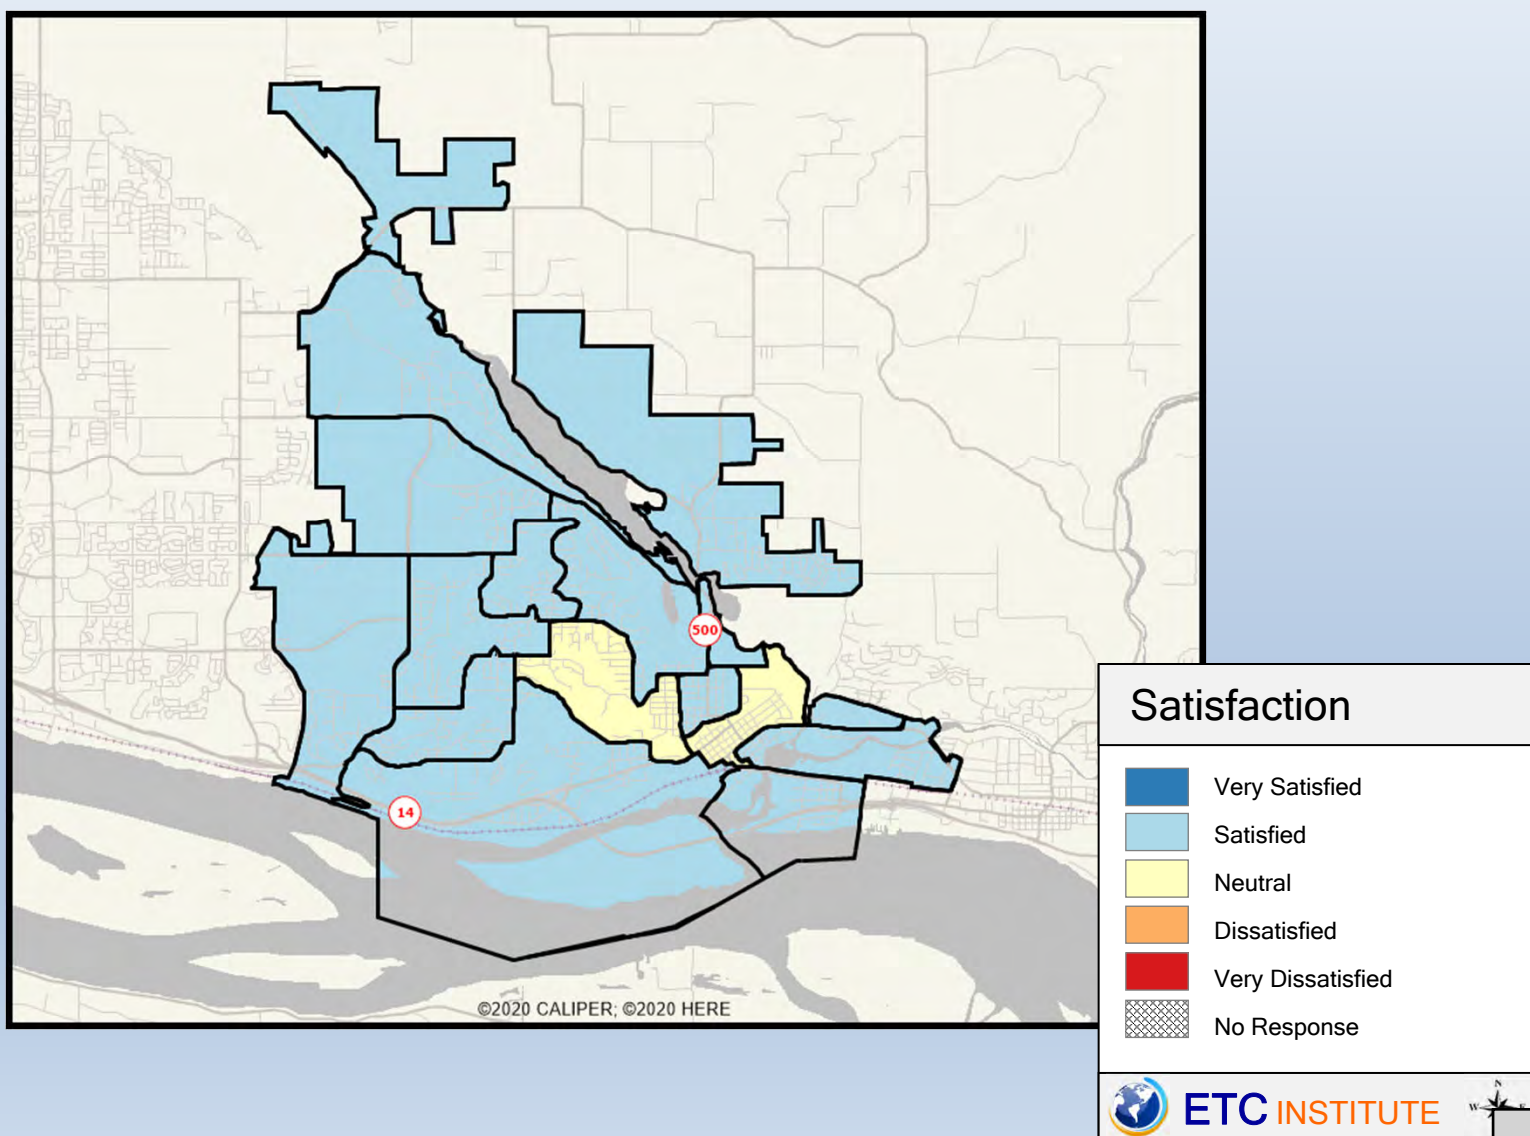 500
14
©2020 CALIPER; ©2020 HERE
Satisfaction
Very Satisfied
Satisfied
Neutral
Dissatisfied
Very Dissatisfied
No Response
ETC INSTITUTE
N
W E